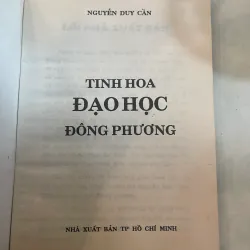 NGUYỄN DUY CẦN
TINH HOA
ĐẠO HỌC
ĐÔNG PHƯƠNG
NHÀ XUẤT BẢN TP HỒ CHÍ MINH